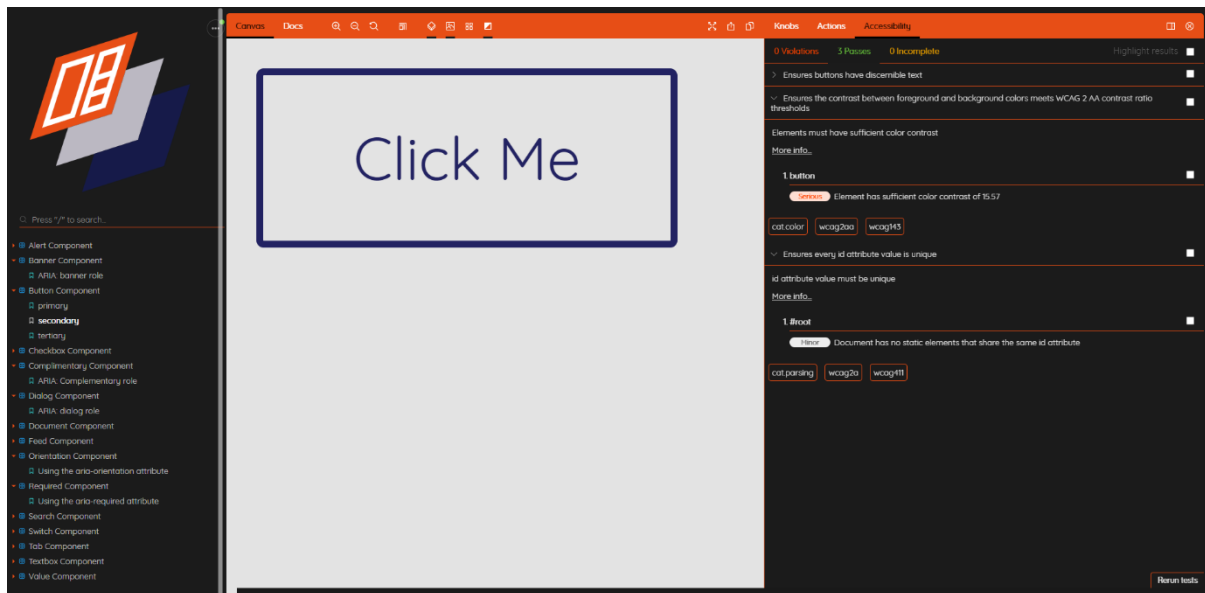 Canvas Docs
Knobs Actions Accessibility
Press "/" to search...
Alert Component
Banner Component
ARIA: banner role
Button Component
primary
secondary
tertiary
Checkbox Component
Complimentary Component
ARIA: Complementary role
Dialog Component
ARIA: dialog role
Document Component
Feed Component
Orientation Component
Using the aria-orientation attribute
Required Component
Using the aria-required attribute
Search Component
Switch Component
Tab Component
Textbox Component
Value Component
Click Me
0 Violations 3 Passes 0 Incomplete Highlight results
Ensures buttons have discernible text
Ensures the contrast between foreground and background colors meets WCAG 2 AA contrast ratio
thresholds
Elements must have sufficient color contrast
More info...
1. button
Serious Element has sufficient color contrast of 15.57
cat.color wcag2aa wcag143
Ensures every id attribute value is unique
id attribute value must be unique
More info...
1. #root
Minor Document has no static elements that share the same id attribute
cat.parsing wcag2a wcag411
Rerun tests